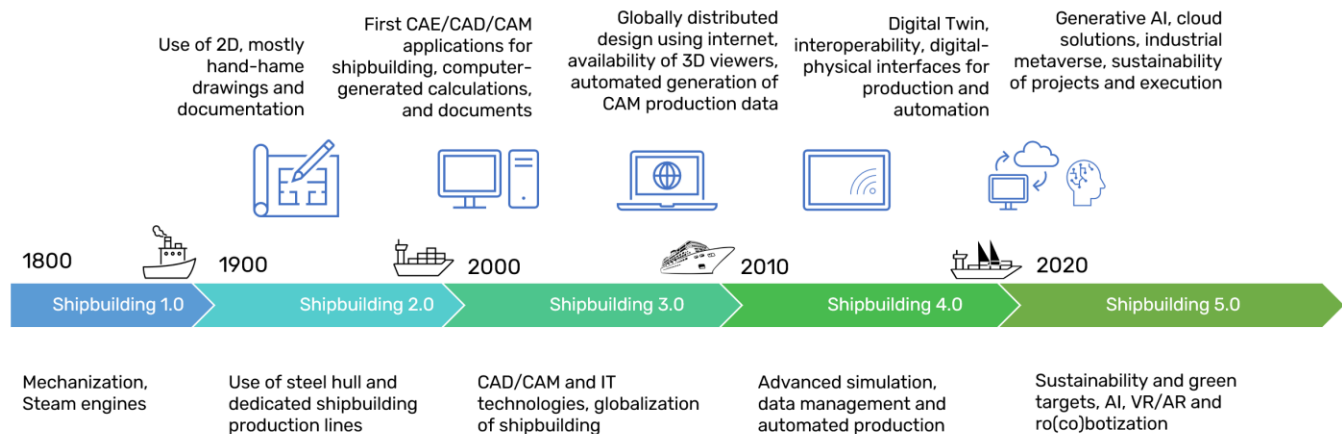 Use of 2D, mostly
hand-hame
drawings and
documentation
First CAE/CAD/CAM
applications for
shipbuilding, computer-
generated calculations,
and documents
Globally distributed
design using internet,
availability of 3D viewers,
automated generation of
CAM production data
Digital Twin,
interoperability, digital-
physical interfaces for
production and
automation
Generative AI, cloud
solutions, industrial
metaverse, sustainability
of projects and execution
1800
1900
2000
2010
2020
Shipbuilding 1.0
Shipbuilding 2.0
Shipbuilding 3.0
Shipbuilding 4.0
Shipbuilding 5.0
Mechanization,
Steam engines
Use of steel hull and
dedicated shipbuilding
production lines
CAD/CAM and IT
technologies, globalization
of shipbuilding
Advanced simulation,
data management and
automated production
Sustainability and green
targets, AI, VR/AR and
ro(co)botization